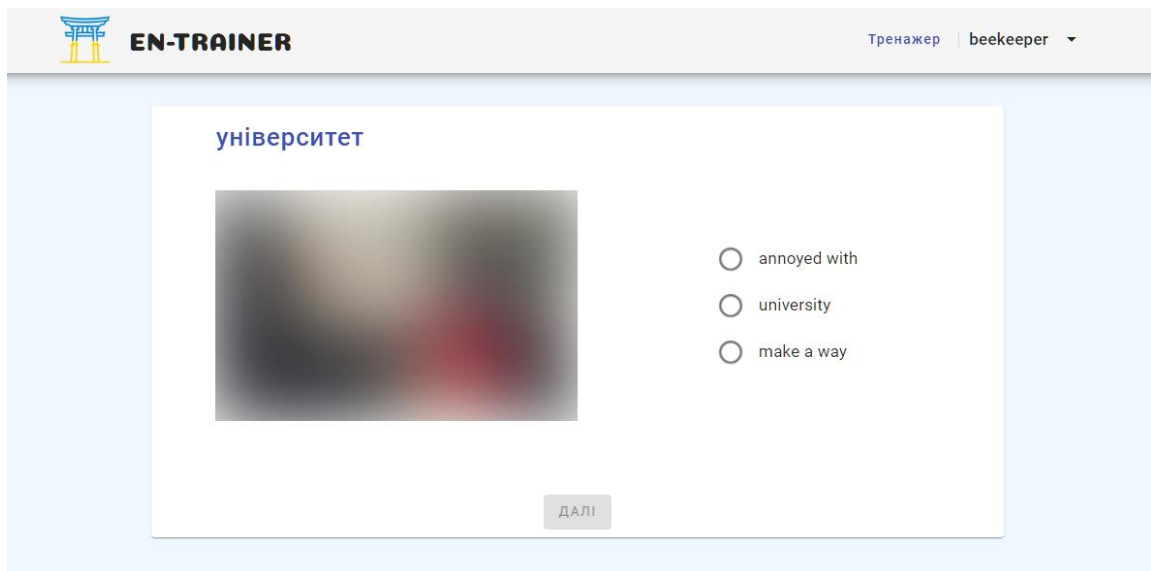 EN-TRAINER
Тренажер
beekeeper
університет
annoyed with
university
make a way
ДАЛІ